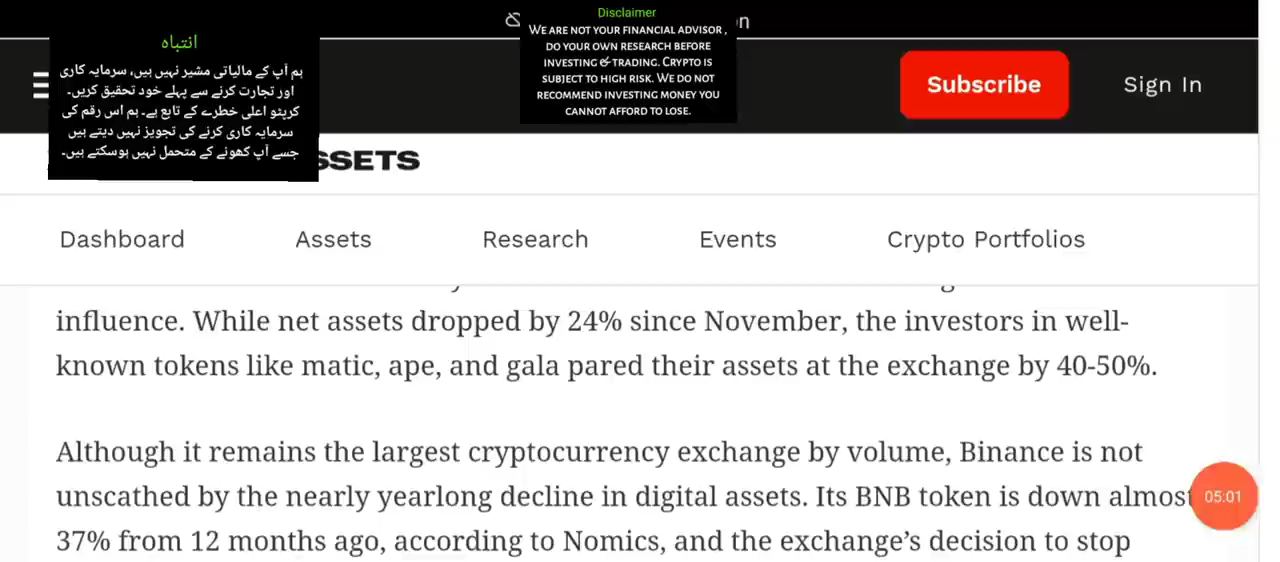 Disclaimer
WE ARE NOT YOUR FINANCIAL ADVISOR ,
DO YOUR OWN RESEARCH BEFORE
INVESTING & TRADING. CRYPTO IS
SUBJECT TO HIGH RISK. WE DO NOT
RECOMMEND INVESTING MONEY YOU
CANNOT AFFORD TO LOSE.
انتباہ
ہم آپ کے مالیاتی مشیر نہیں ہیں، سرمایہ کاری
اور تجارت کرنے سے پہلے خود تحقیق کریں۔
کرپٹو اعلی خطرے کے تابع ہے۔ ہم اس رقم کی
سرمایہ کاری کرنے کی تجویز نہیں دیتے ہیں
جسے آپ کھونے کے متحمل نہیں ہوسکتے ہیں۔
Subscribe
Sign In
SSETS
Dashboard Assets Research Events Crypto Portfolios
influence. While net assets dropped by 24% since November, the investors in well-
known tokens like matic, ape, and gala pared their assets at the exchange by 40-50%.
Although it remains the largest cryptocurrency exchange by volume, Binance is not
unscathed by the nearly yearlong decline in digital assets. Its BNB token is down almost
05:01
37% from 12 months ago, according to Nomics, and the exchange’s decision to stop